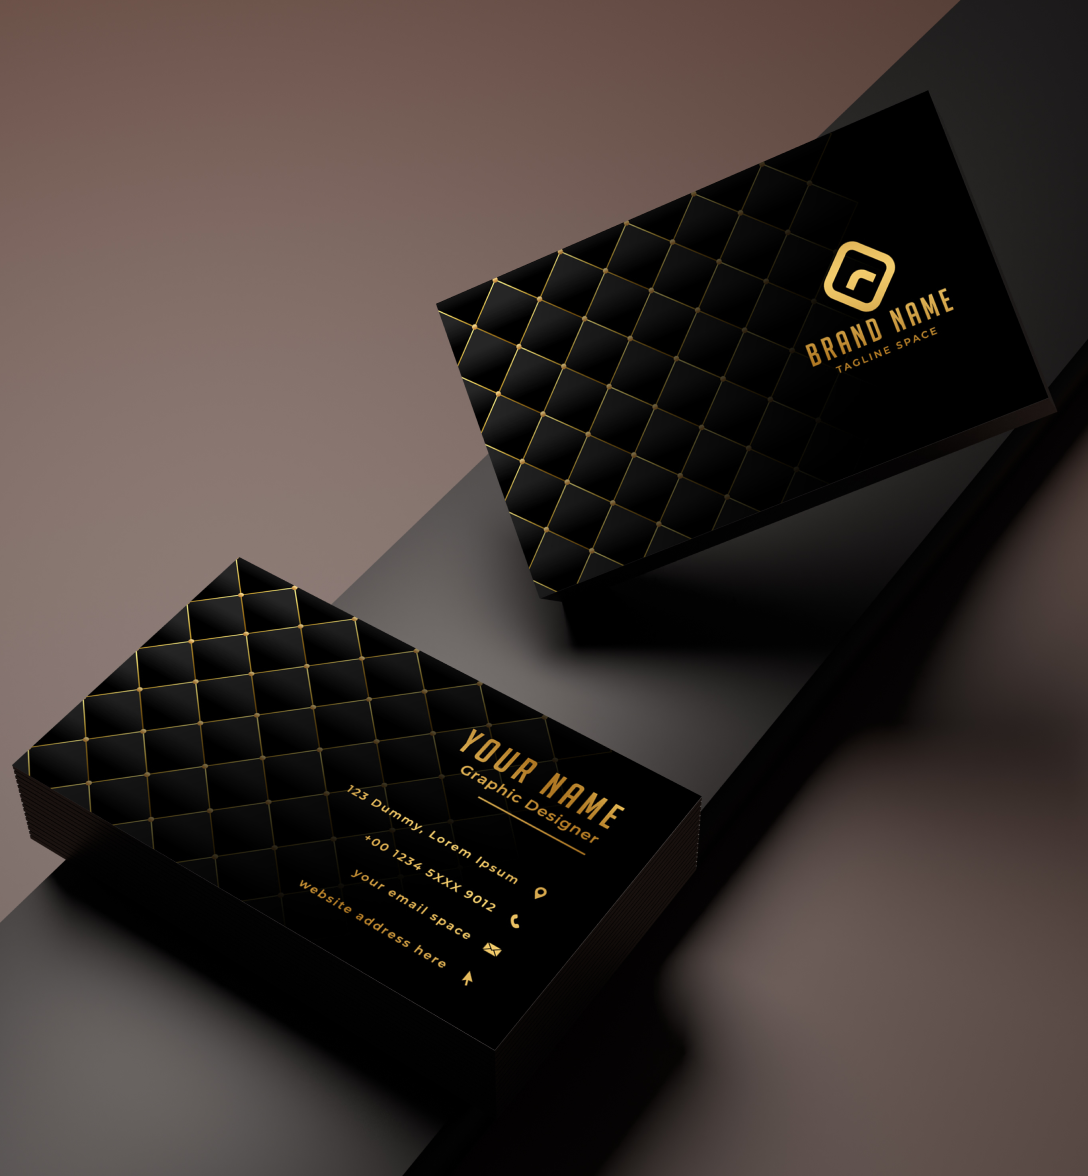 BRAND NAME
TAGLINE SPACE
YOUR NAME
Graphic Designer
123 Dummy, Lorem Ipsum
+00 1234 5XXX 9012
your email space
website address here